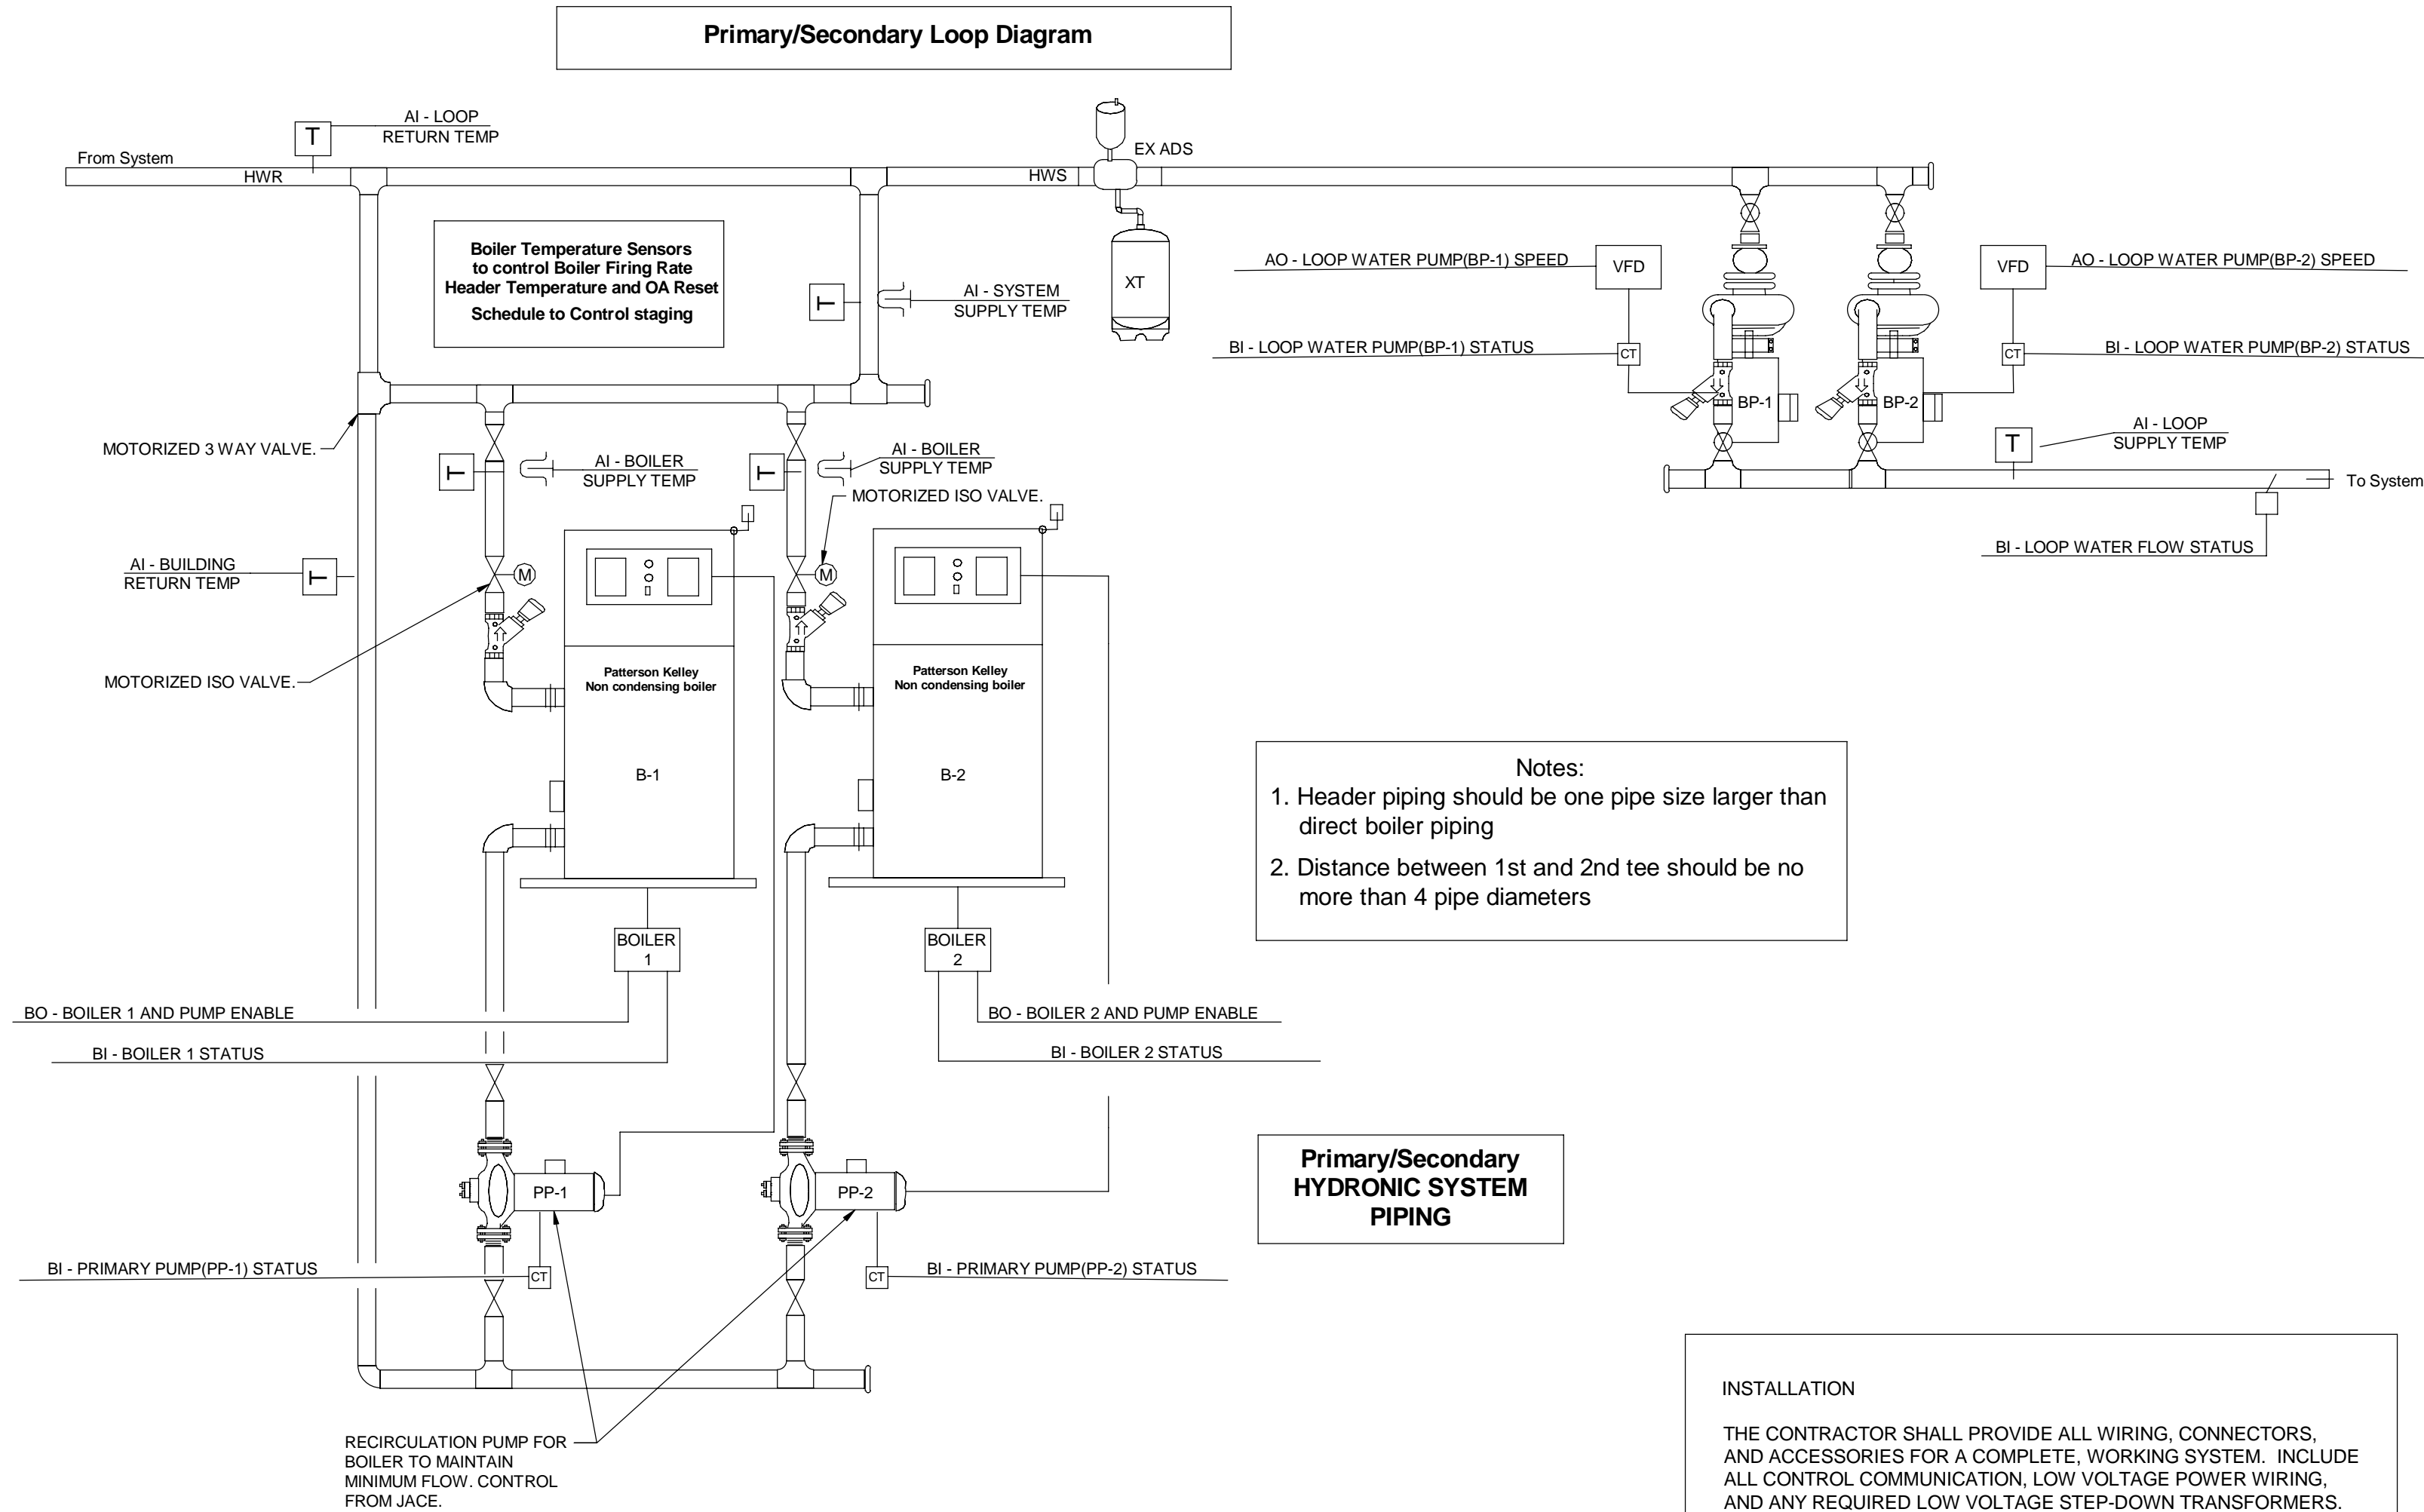 Primary/Secondary Loop Diagram
AI - LOOP
RETURN TEMP
T
From System
HWR
HWS
EX ADS
XT
Boiler Temperature Sensors
to control Boiler Firing Rate
Header Temperature and OA Reset
Schedule to Control staging
T
AI - SYSTEM
SUPPLY TEMP
AO - LOOP WATER PUMP(BP-1) SPEED
VFD
VFD
AO - LOOP WATER PUMP(BP-2) SPEED
BI - LOOP WATER PUMP(BP-1) STATUS
CT
CT
BI - LOOP WATER PUMP(BP-2) STATUS
BP-1
BP-2
T
AI - LOOP
SUPPLY TEMP
To System
BI - LOOP WATER FLOW STATUS
MOTORIZED 3 WAY VALVE.
T
AI - BOILER
SUPPLY TEMP
T
AI - BOILER
SUPPLY TEMP
MOTORIZED ISO VALVE.
AI - BUILDING
RETURN TEMP
T
M
M
MOTORIZED ISO VALVE.
Patterson Kelley
Non condensing boiler
Patterson Kelley
Non condensing boiler
B-1
B-2
Notes:
1. Header piping should be one pipe size larger than
direct boiler piping
2. Distance between 1st and 2nd tee should be no
more than 4 pipe diameters
BOILER
1
BOILER
2
BO - BOILER 1 AND PUMP ENABLE
BO - BOILER 2 AND PUMP ENABLE
BI - BOILER 1 STATUS
BI - BOILER 2 STATUS
PP-1
PP-2
Primary/Secondary
HYDRONIC SYSTEM
PIPING
BI - PRIMARY PUMP(PP-1) STATUS
CT
CT
BI - PRIMARY PUMP(PP-2) STATUS
RECIRCULATION PUMP FOR
BOILER TO MAINTAIN
MINIMUM FLOW. CONTROL
FROM JACE.
INSTALLATION
THE CONTRACTOR SHALL PROVIDE ALL WIRING, CONNECTORS,
AND ACCESSORIES FOR A COMPLETE, WORKING SYSTEM. INCLUDE
ALL CONTROL COMMUNICATION, LOW VOLTAGE POWER WIRING,
AND ANY REQUIRED LOW VOLTAGE STEP-DOWN TRANSFORMERS.